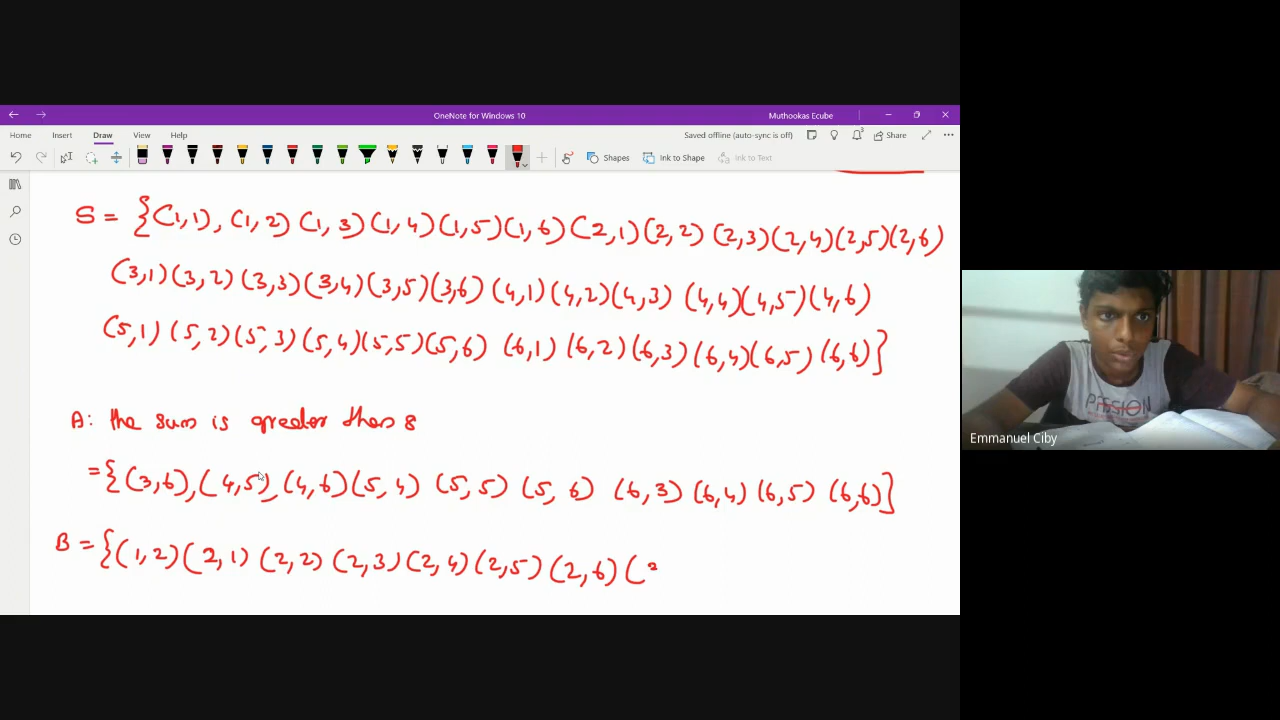 OneNote for Windows 10
Muthookas Ecube
Home Insert Draw View Help
Saved offline (auto-sync is off)
Share
Shapes
Ink to Shape
Ink to Text
S = {(1,1), (1,2) (1,3) (1,4) (1,5) (1,6) (2,1) (2,2) (2,3) (2,4) (2,5) (2,6)
(3,1) (3,2) (3,3) (3,4) (3,5) (3,6) (4,1) (4,2) (4,3) (4,4) (4,5) (4,6)
(5,1) (5,2) (5,3) (5,4) (5,5) (5,6) (6,1) (6,2) (6,3) (6,4) (6,5) (6,6)}
A: the sum is greater than 8
= {(3,6), (4,5), (4,6) (5,4) (5,5) (5,6) (6,3) (6,4) (6,5) (6,6)}
B = {(1,2) (2,1) (2,2) (2,3) (2,4) (2,5) (2,6) (
PASSION
Emmanuel Ciby